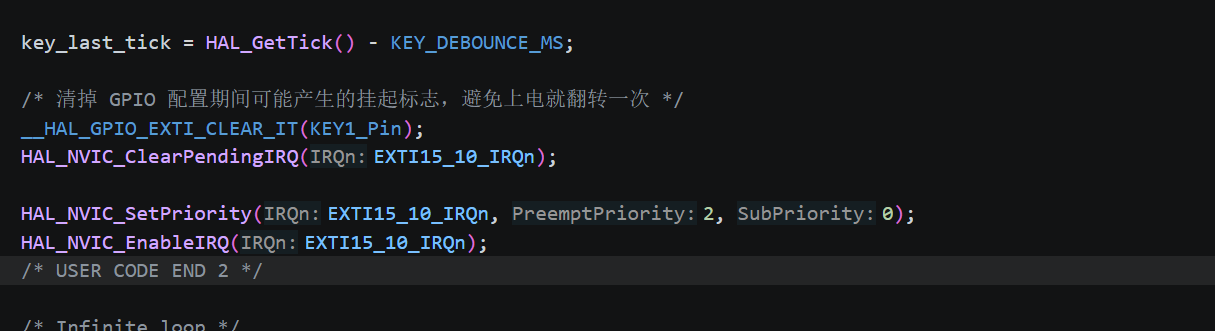 key_last_tick = HAL_GetTick() - KEY_DEBOUNCE_MS;
/* 清掉 GPIO 配置期间可能产生的挂起标志，避免上电就翻转一次 */
__HAL_GPIO_EXTI_CLEAR_IT(KEY1_Pin);
HAL_NVIC_ClearPendingIRQ(IRQn: EXTI15_10_IRQn);
HAL_NVIC_SetPriority(IRQn: EXTI15_10_IRQn, PreemptPriority: 2, SubPriority: 0);
HAL_NVIC_EnableIRQ(IRQn: EXTI15_10_IRQn);
/* USER CODE END 2 */
/* Infinite loop */